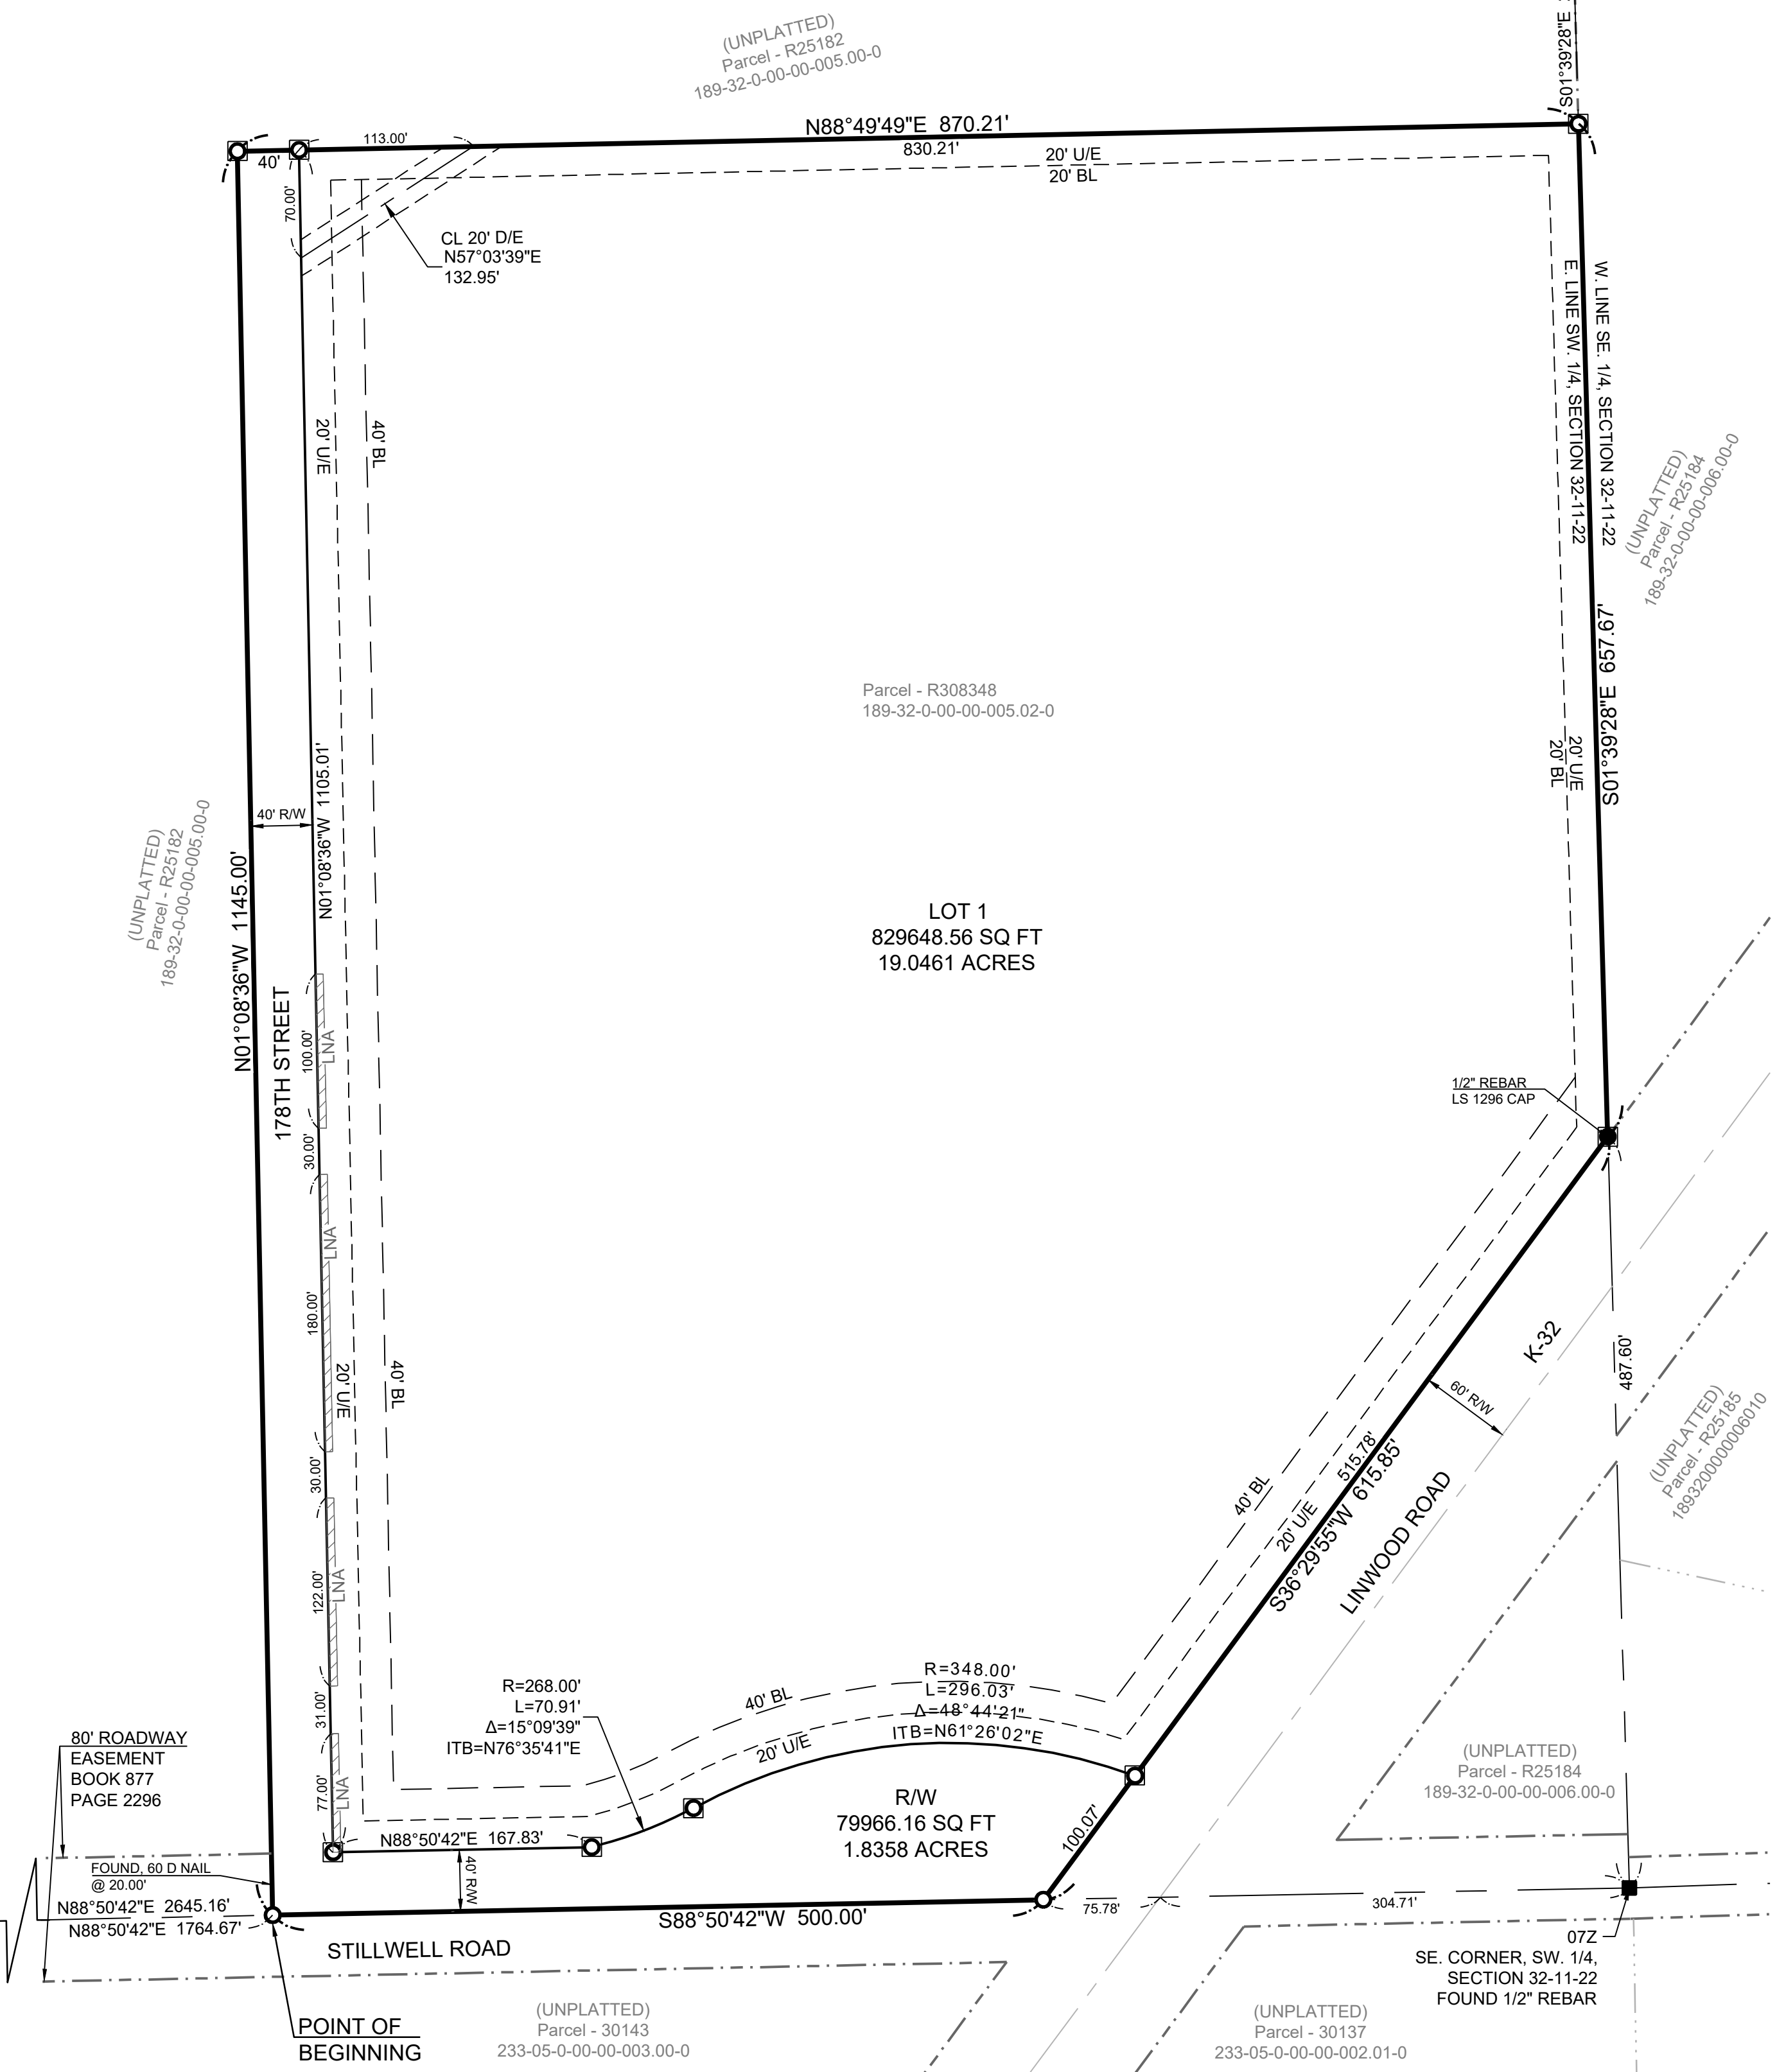 (UNPLATTED)
Parcel - R25182
189-32-0-00-00-005.00-0
S01°39'28"E
N88°49'49"E 870.21'
113.00'
40'
830.21'
20' U/E
20' BL
70.00'
CL 20' D/E
N57°03'39"E
132.95'
W. LINE SE. 1/4, SECTION 32-11-22
E. LINE SW. 1/4, SECTION 32-11-22
20' U/E
40' BL
(UNPLATTED)
Parcel - R25184
189-32-0-00-00-006.00-0
S01°39'28"E 657.67'
Parcel - R308348
189-32-0-00-00-005.02-0
20' U/E
20' BL
(UNPLATTED)
Parcel - R25182
189-32-0-00-00-005.00-0
40' R/W
N01°08'36"W 1105.01'
N01°08'36"W 1145.00'
LOT 1
829648.56 SQ FT
19.0461 ACRES
178TH STREET
100.00'
LNA
1/2" REBAR
LS 1296 CAP
30.00'
LNA
180.00'
20' U/E
40' BL
K-32
60' R/W
487.60'
(UNPLATTED)
Parcel - R25185
1893200000006010
30.00'
515.78'
S36°29'55"W 615.85'
40' BL
20' U/E
LINWOOD ROAD
122.00'
LNA
R=268.00'
L=70.91'
Δ=15°09'39"
ITB=N76°35'41"E
R=348.00'
L=296.03'
Δ=48°44'21"
ITB=N61°26'02"E
40' BL
20' U/E
31.00'
80' ROADWAY
EASEMENT
BOOK 877
PAGE 2296
77.00'
LNA
R/W
79966.16 SQ FT
1.8358 ACRES
100.07'
(UNPLATTED)
Parcel - R25184
189-32-0-00-00-006.00-0
N88°50'42"E 167.83'
40' R/W
FOUND, 60 D NAIL
@ 20.00'
N88°50'42"E 2645.16'
N88°50'42"E 1764.67'
S88°50'42"W 500.00'
75.78'
304.71'
STILLWELL ROAD
07Z
SE. CORNER, SW. 1/4,
SECTION 32-11-22
FOUND 1/2" REBAR
POINT OF
BEGINNING
(UNPLATTED)
Parcel - 30143
233-05-0-00-00-003.00-0
(UNPLATTED)
Parcel - 30137
233-05-0-00-00-002.01-0